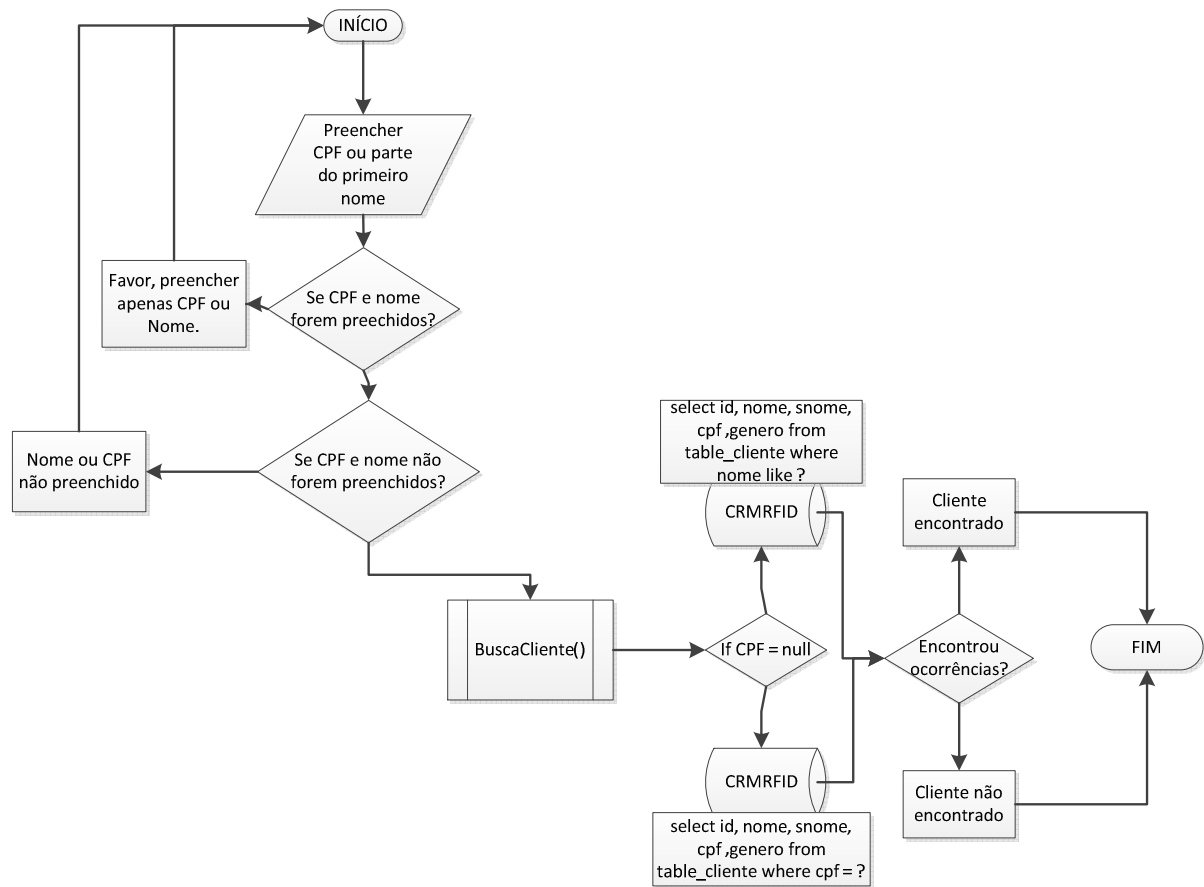 INÍCIO
Preencher
CPF ou parte
do primeiro
nome
Se CPF e nome
forem preechidos?
Favor, preencher
apenas CPF ou
Nome.
Se CPF e nome não
forem preenchidos?
Nome ou CPF
não preenchido
BuscaCliente()
If CPF = null
select id, nome, snome,
cpf ,genero from
table_cliente where
nome like ?
CRMRFID
CRMRFID
select id, nome, snome,
cpf ,genero from
table_cliente where cpf = ?
Encontrou
ocorrências?
Cliente
encontrado
Cliente não
encontrado
FIM